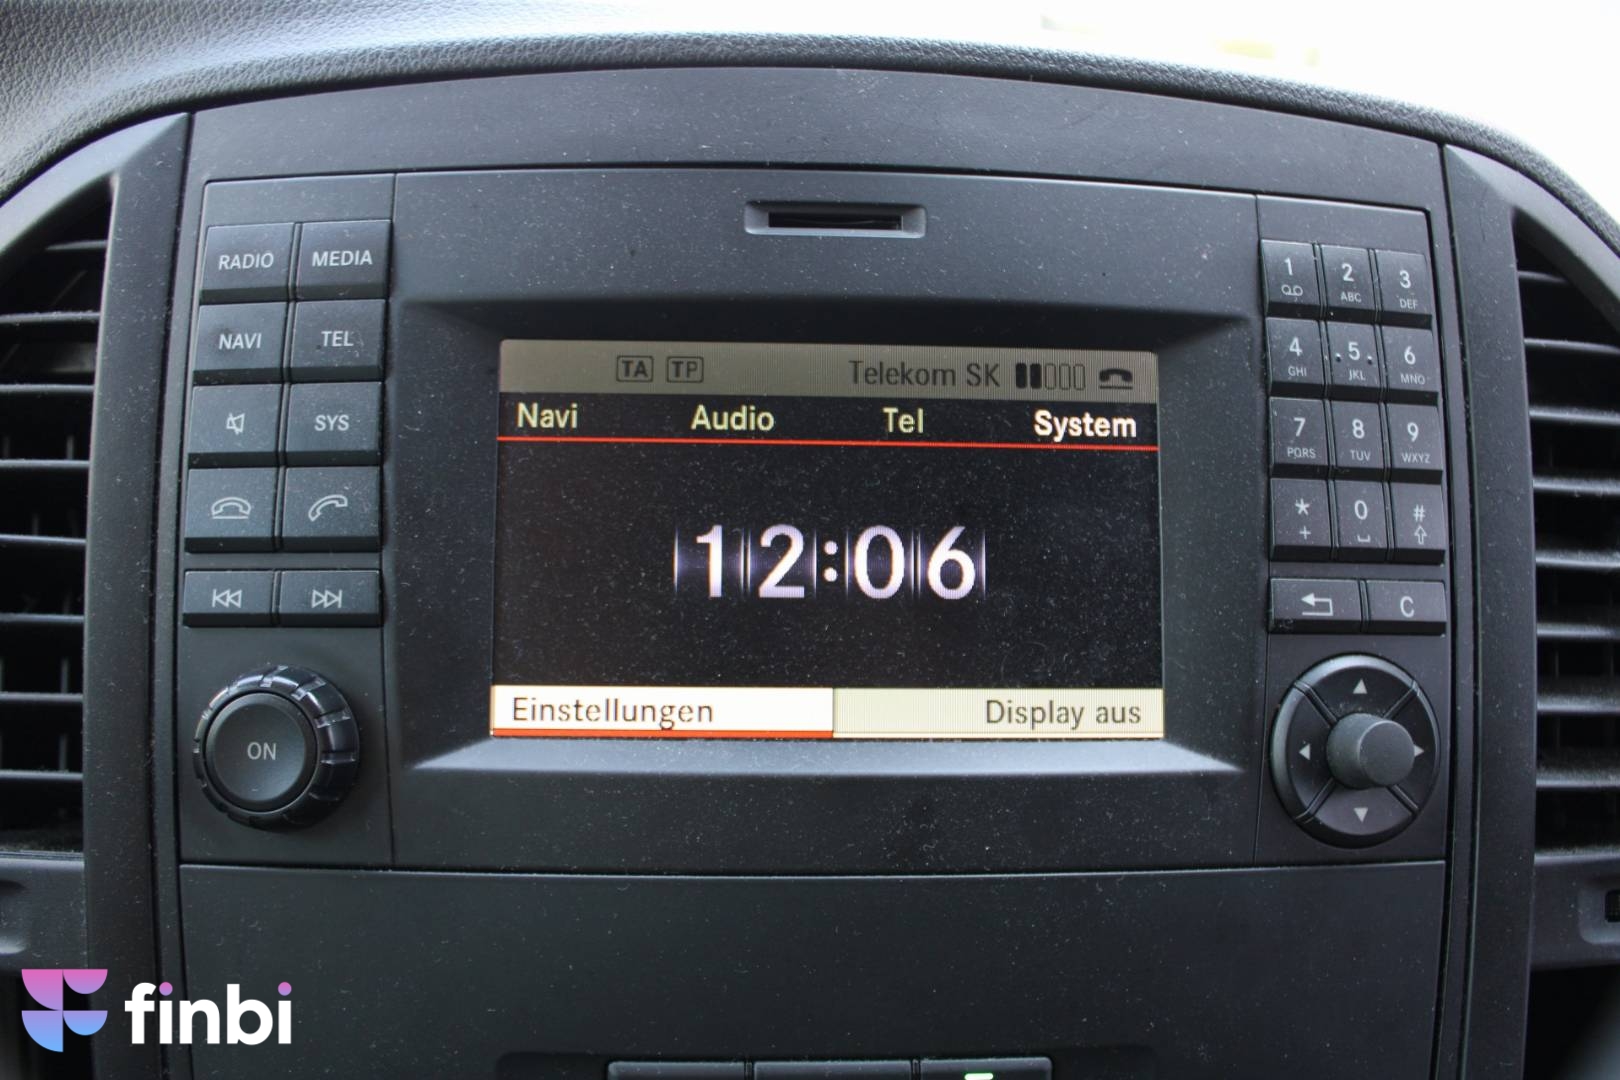 RADIO MEDIA
NAVI TEL
SYS
ON
TA TP Telekom SK
Navi Audio Tel System
12:06
Einstellungen Display aus
1 2 3
ABC DEF
4 5 6
GHI JKL MNO
7 8 9
PQRS TUV WXYZ
* 0 #
+
C
finbi